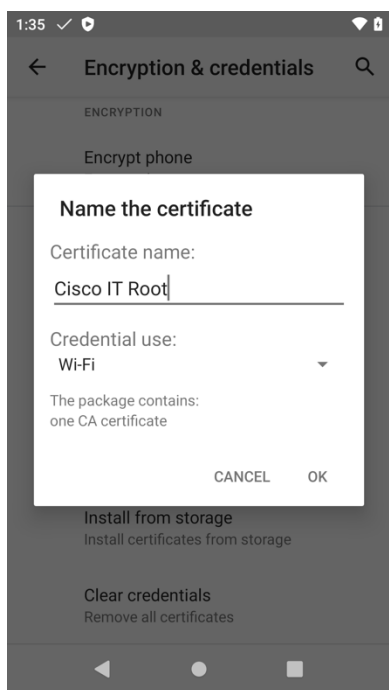 1:35
Encryption & credentials
ENCRYPTION
Encrypt phone
Name the certificate
Certificate name:
Cisco IT Root
Credential use:
Wi-Fi
The package contains:
one CA certificate
CANCEL OK
Install from storage
Install certificates from storage
Clear credentials
Remove all certificates